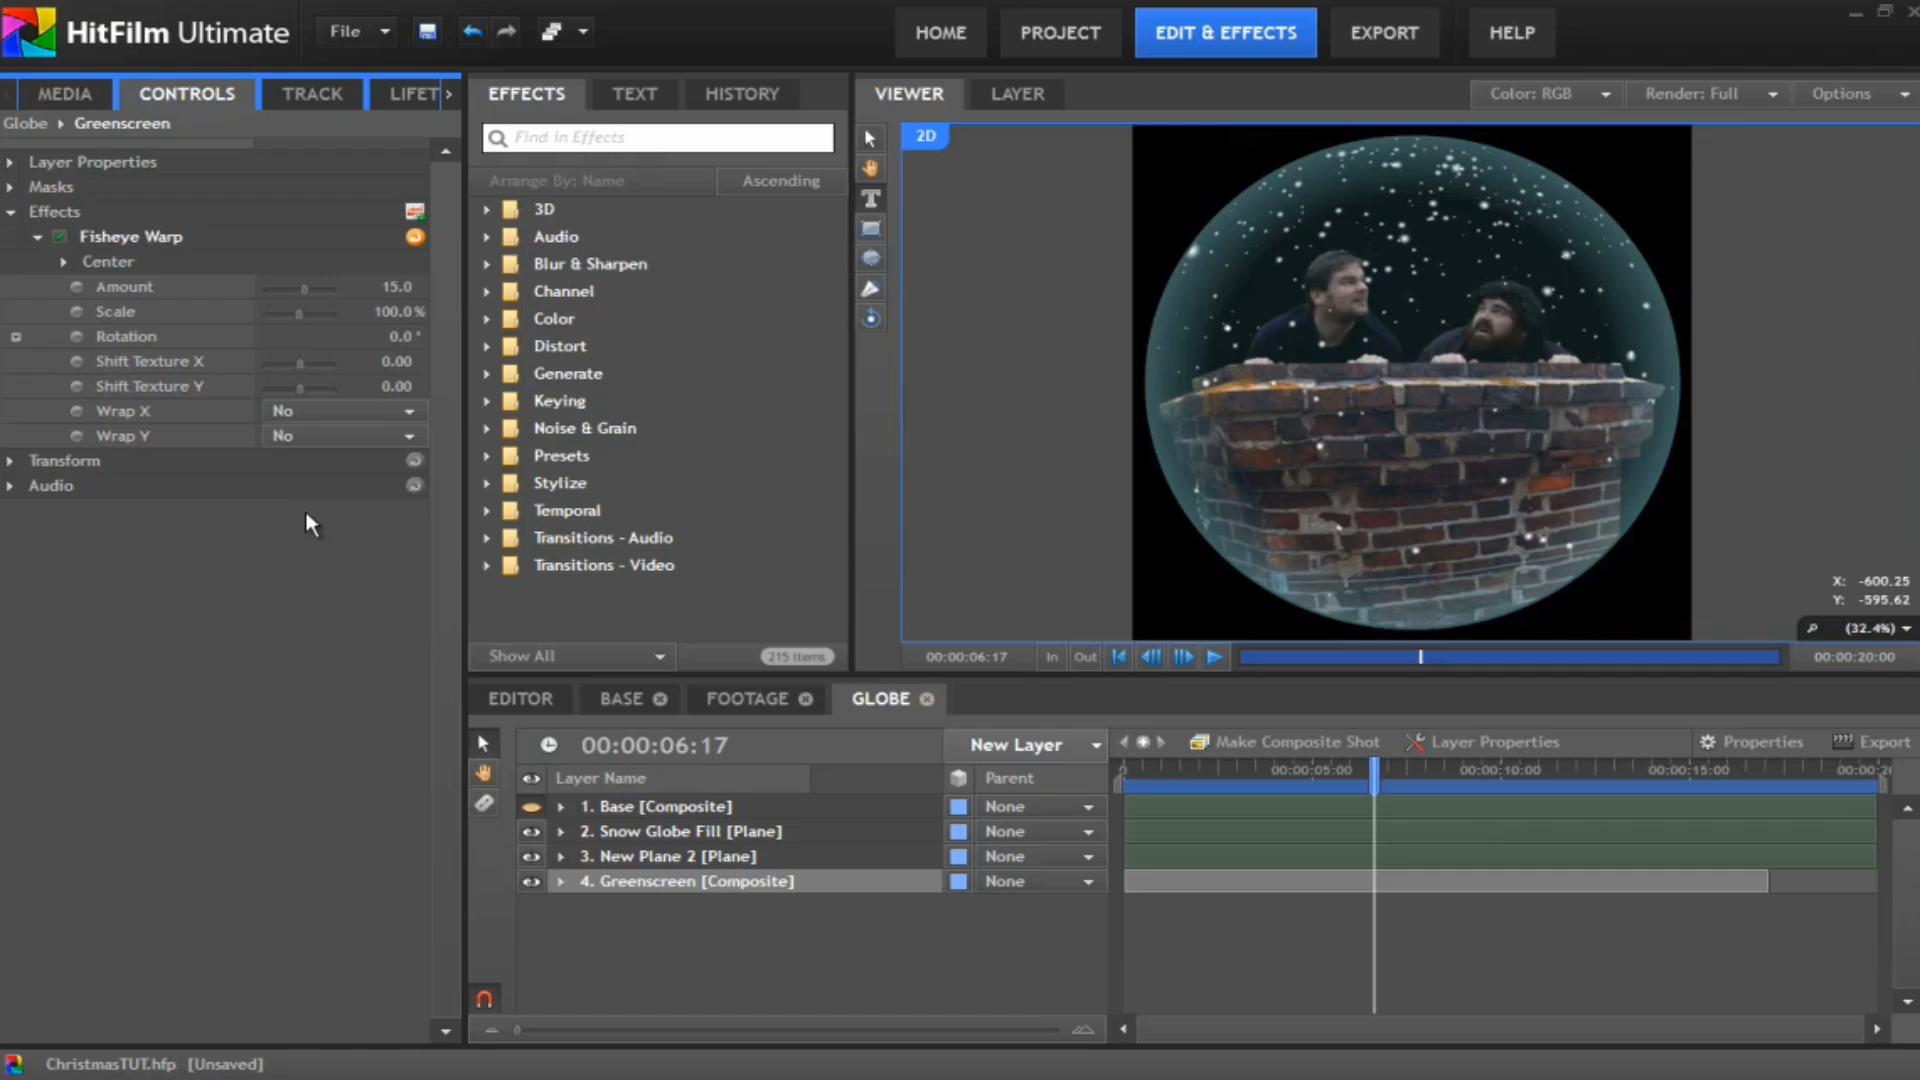 HitFilm Ultimate
File
HOME
PROJECT
EDIT & EFFECTS
EXPORT
HELP
MEDIA
CONTROLS
TRACK
LIFET
Globe
Greenscreen
Layer Properties
Masks
Effects
Fisheye Warp
Center
Amount 15.0
Scale 100.0%
Rotation 0.0 °
Shift Texture X 0.00
Shift Texture Y 0.00
Wrap X No
Wrap Y No
Transform
Audio
EFFECTS
TEXT
HISTORY
Find in Effects
Arrange By: Name
Ascending
3D
Audio
Blur & Sharpen
Channel
Color
Distort
Generate
Keying
Noise & Grain
Presets
Stylize
Temporal
Transitions - Audio
Transitions - Video
Show All
215 Items
VIEWER
LAYER
Color: RGB
Render: Full
Options
2D
X: -600.25
Y: -595.62
(32.4%)
00:00:06:17
In
Out
00:00:20:00
EDITOR
BASE
FOOTAGE
GLOBE
00:00:06:17
New Layer
Make Composite Shot
Layer Properties
Properties
Export
Layer Name
Parent
0
00:00:05:00
00:00:10:00
00:00:15:00
00:00:20
1. Base [Composite] None
2. Snow Globe Fill [Plane] None
3. New Plane 2 [Plane] None
4. Greenscreen [Composite] None
ChristmasTUT.hfp [Unsaved]